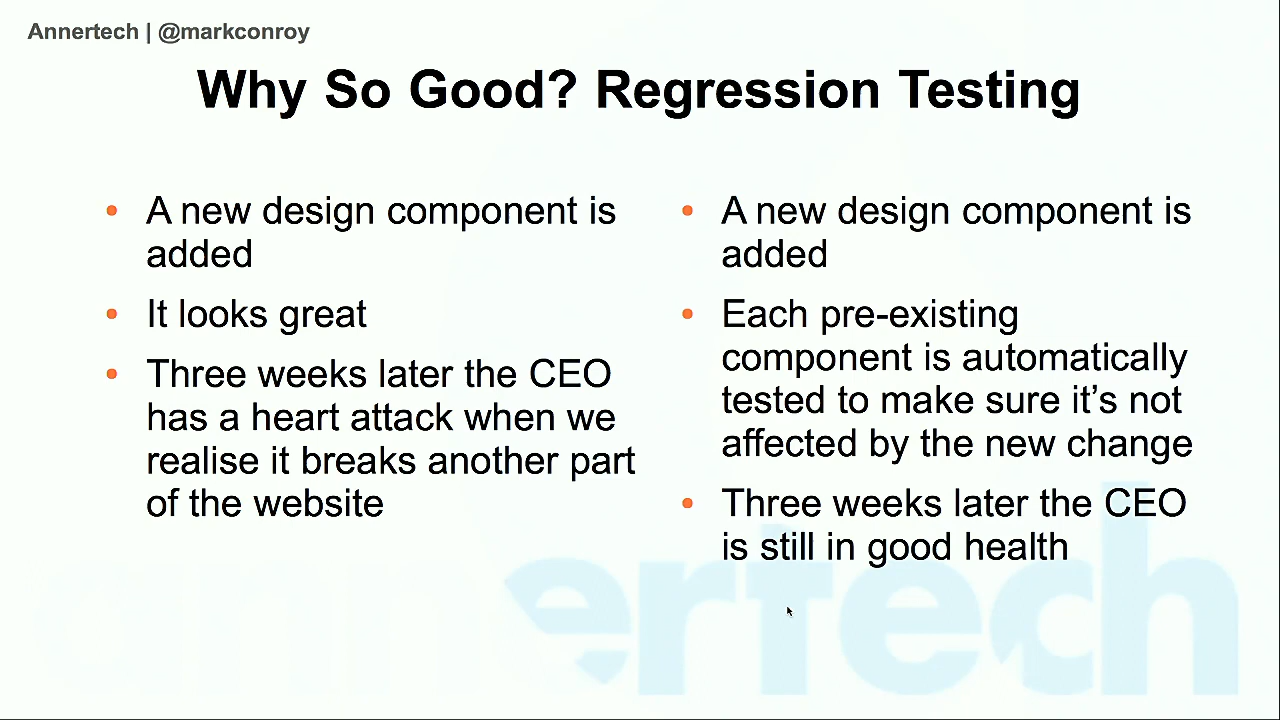 Annertech | @markconroy
Why So Good? Regression Testing
A new design component is
added
It looks great
Three weeks later the CEO
has a heart attack when we
realise it breaks another part
of the website
A new design component is
added
Each pre-existing
component is automatically
tested to make sure it’s not
affected by the new change
Three weeks later the CEO
is still in good health
annertech